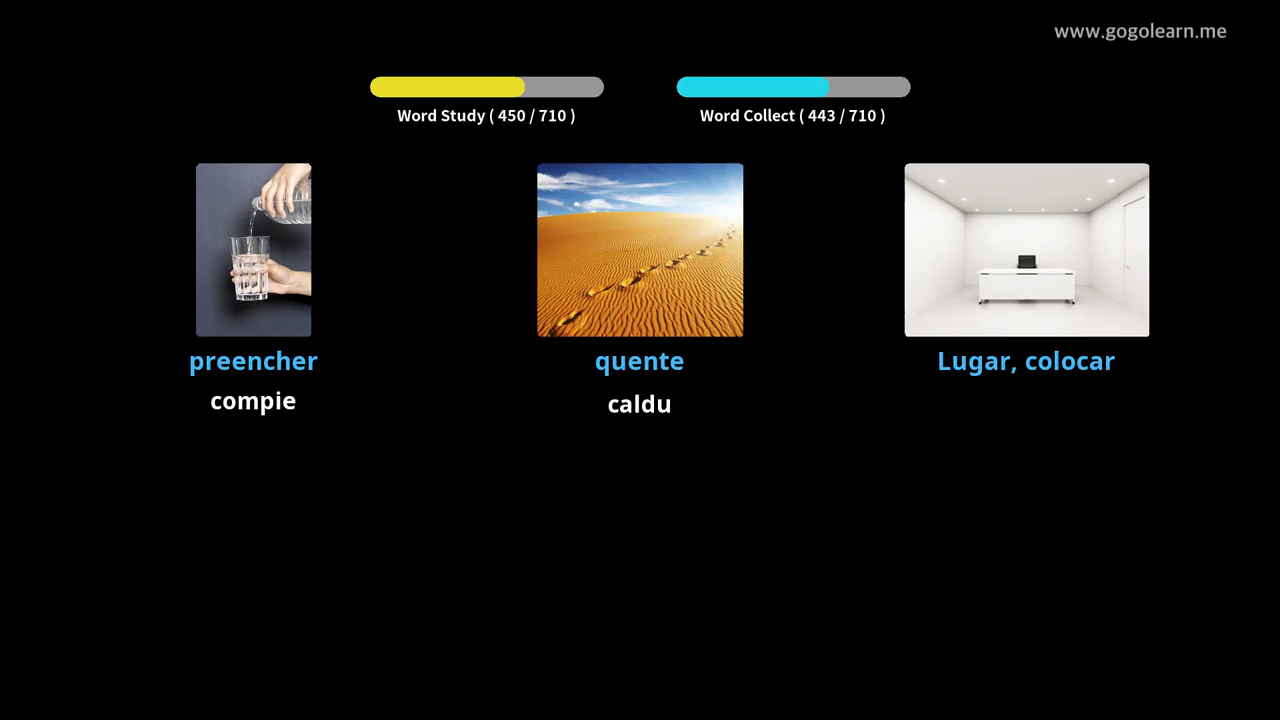 www.gogolearn.me
Word Study ( 450 / 710 )
Word Collect ( 443 / 710 )
preencher
compie
quente
caldu
Lugar, colocar